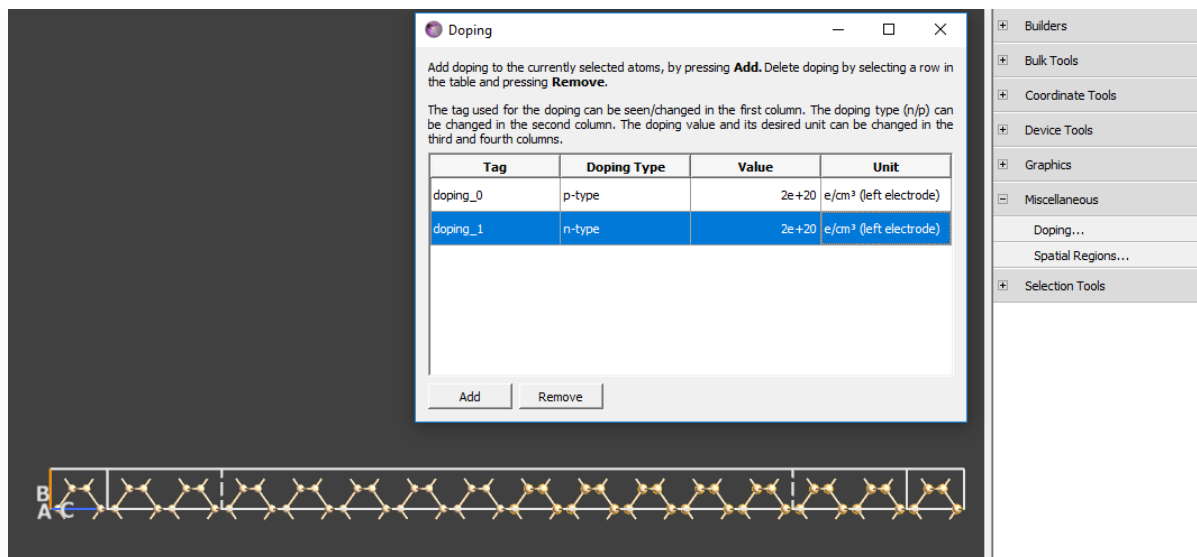 Doping
Add doping to the currently selected atoms, by pressing Add. Delete doping by selecting a row in
the table and pressing Remove.
The tag used for the doping can be seen/changed in the first column. The doping type (n/p) can
be changed in the second column. The doping value and its desired unit can be changed in the
third and fourth columns.
Tag Doping Type Value Unit
doping_0 p-type 2e+20 e/cm³ (left electrode)
doping_1 n-type 2e+20 e/cm³ (left electrode)
Add Remove
Builders
Bulk Tools
Coordinate Tools
Device Tools
Graphics
Miscellaneous
Doping...
Spatial Regions...
Selection Tools
B
A C